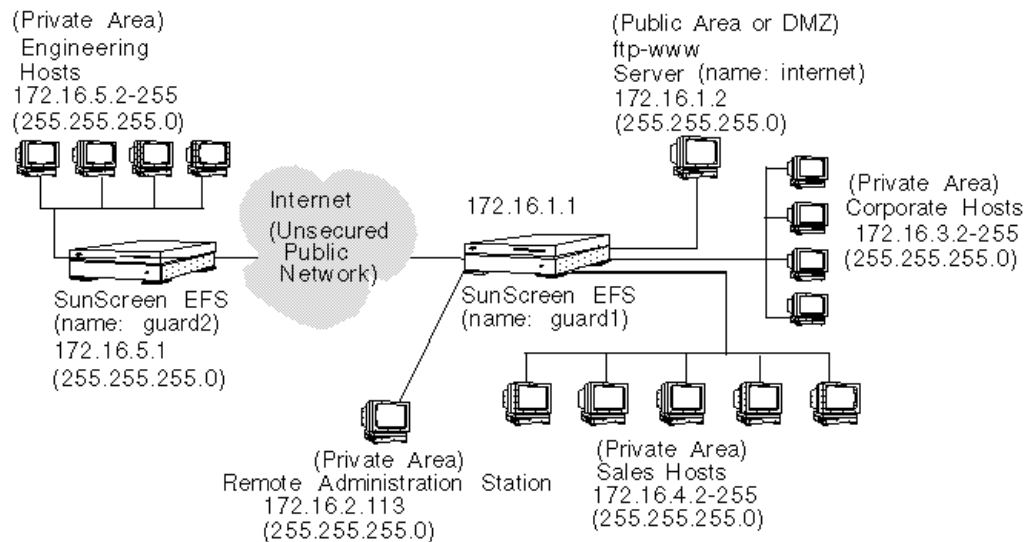 (Private Area)
Engineering
Hosts
172.16.5.2-255
(255.255.255.0)
(Public Area or DMZ)
ftp-www
Server (name: internet)
172.16.1.2
(255.255.255.0)
Internet
(Unsecured
Public
Network)
172.16.1.1
(Private Area)
Corporate Hosts
172.16.3.2-255
(255.255.255.0)
SunScreen EFS
(name: guard2)
172.16.5.1
(255.255.255.0)
SunScreen EFS
(name: guard1)
(Private Area)
Remote Administration Station
172.16.2.113
(255.255.255.0)
(Private Area)
Sales Hosts
172.16.4.2-255
(255.255.255.0)